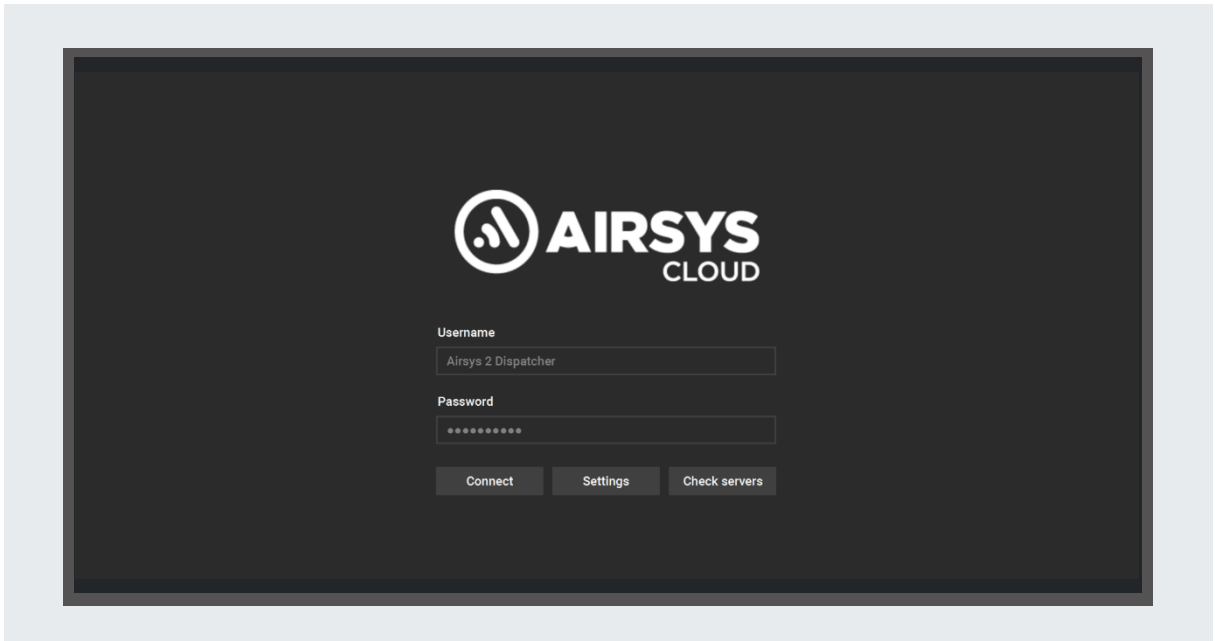 AIRSYS
CLOUD
Username
Airsys 2 Dispatcher
Password
••••••••••
Connect Settings Check servers